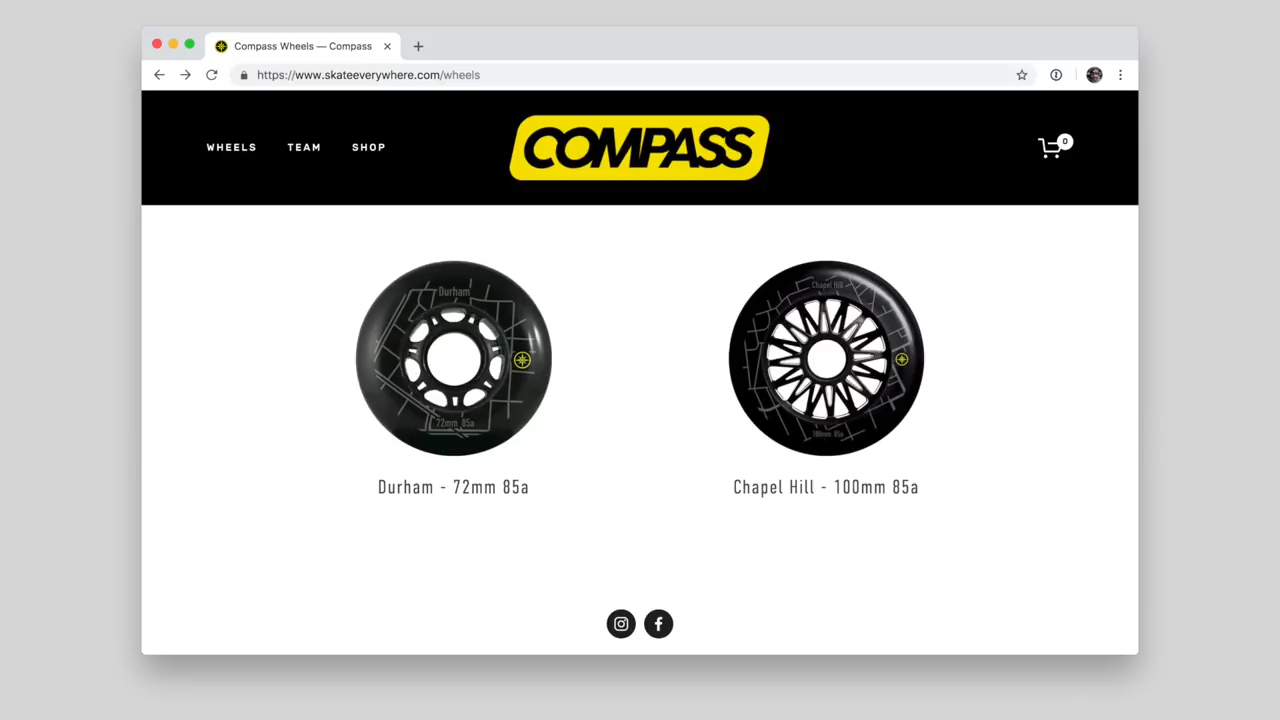 Compass Wheels — Compass
https://www.skateeverywhere.com/wheels
WHEELS TEAM SHOP
COMPASS
0
Durham
72mm 85a
Chapel Hill
100mm 85a
Durham - 72mm 85a
Chapel Hill - 100mm 85a